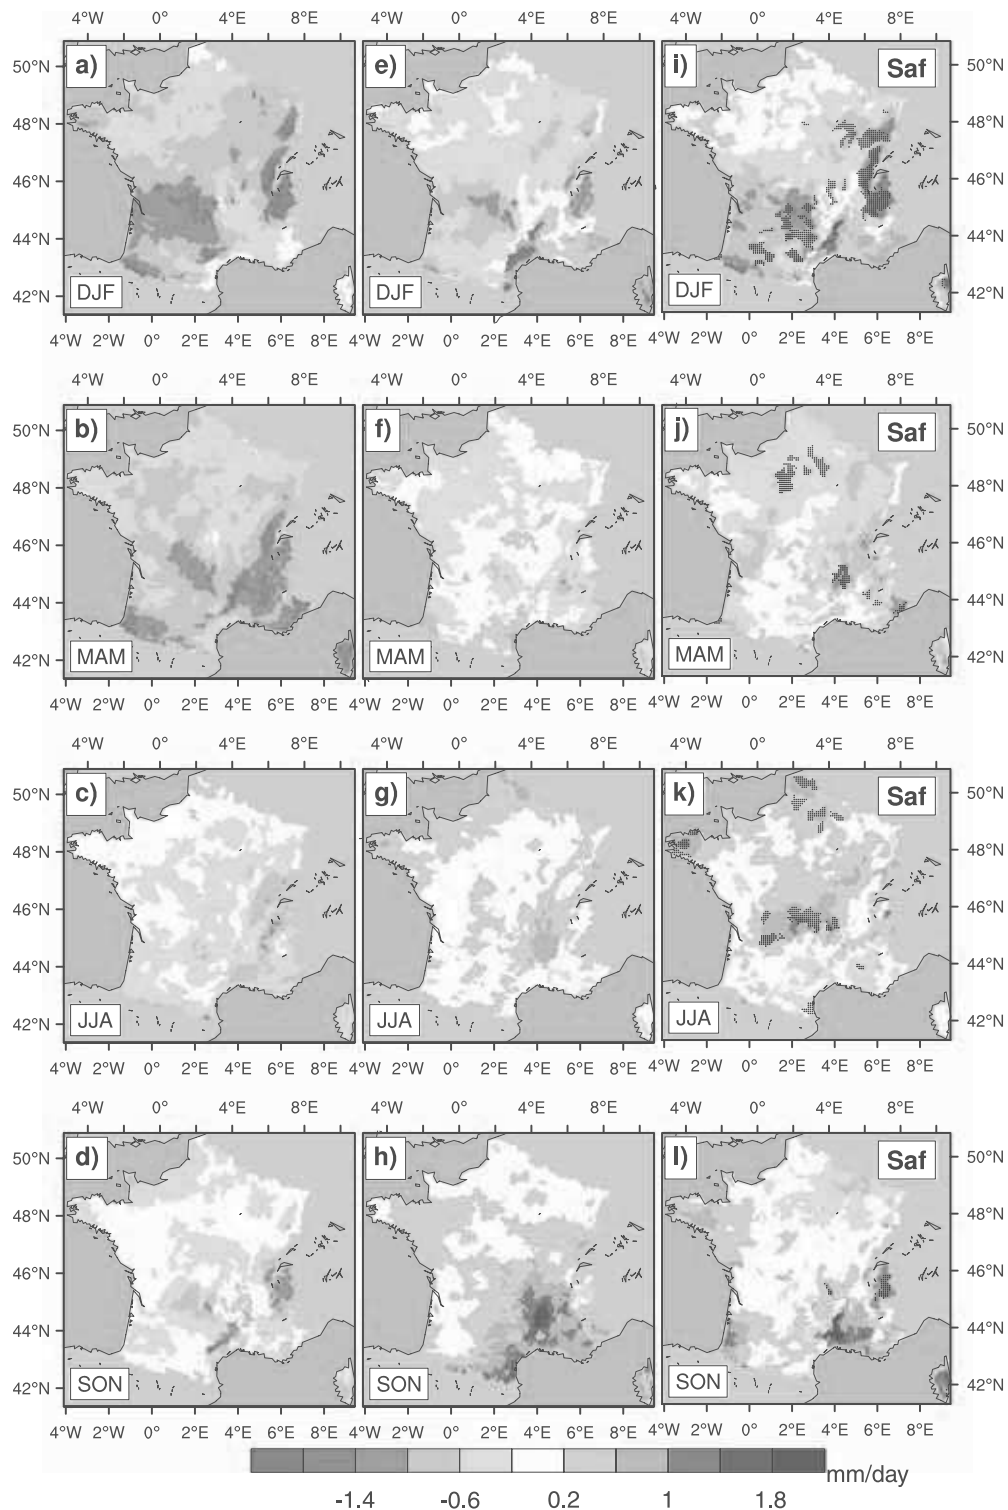 4°W 0° 4°E 8°E 4°W 0° 4°E 8°E 4°W 0° 4°E 8°E
a) e) i) Saf
50°N 50°N
48°N 48°N
46°N 46°N
44°N 44°N
42°N 42°N
DJF DJF DJF
4°W 2°W 0° 2°E 4°E 6°E 8°E 4°W 2°W 0° 2°E 4°E 6°E 8°E 4°W 2°W 0° 2°E 4°E 6°E 8°E
4°W 0° 4°E 8°E 4°W 0° 4°E 8°E 4°W 0° 4°E 8°E
b) f) j) Saf
50°N 50°N
48°N 48°N
46°N 46°N
44°N 44°N
42°N 42°N
MAM MAM MAM
4°W 2°W 0° 2°E 4°E 6°E 8°E 4°W 2°W 0° 2°E 4°E 6°E 8°E 4°W 2°W 0° 2°E 4°E 6°E 8°E
4°W 0° 4°E 8°E 4°W 0° 4°E 8°E 4°W 0° 4°E 8°E
c) g) k) Saf
50°N 50°N
48°N 48°N
46°N 46°N
44°N 44°N
42°N 42°N
JJA JJA JJA
4°W 2°W 0° 2°E 4°E 6°E 8°E 4°W 2°W 0° 2°E 4°E 6°E 8°E 4°W 2°W 0° 2°E 4°E 6°E 8°E
4°W 0° 4°E 8°E 4°W 0° 4°E 8°E 4°W 0° 4°E 8°E
d) h) l) Saf
50°N 50°N
48°N 48°N
46°N 46°N
44°N 44°N
42°N 42°N
SON SON SON
4°W 2°W 0° 2°E 4°E 6°E 8°E 4°W 2°W 0° 2°E 4°E 6°E 8°E 4°W 2°W 0° 2°E 4°E 6°E 8°E
mm/day
-1.4 -0.6 0.2 1 1.8